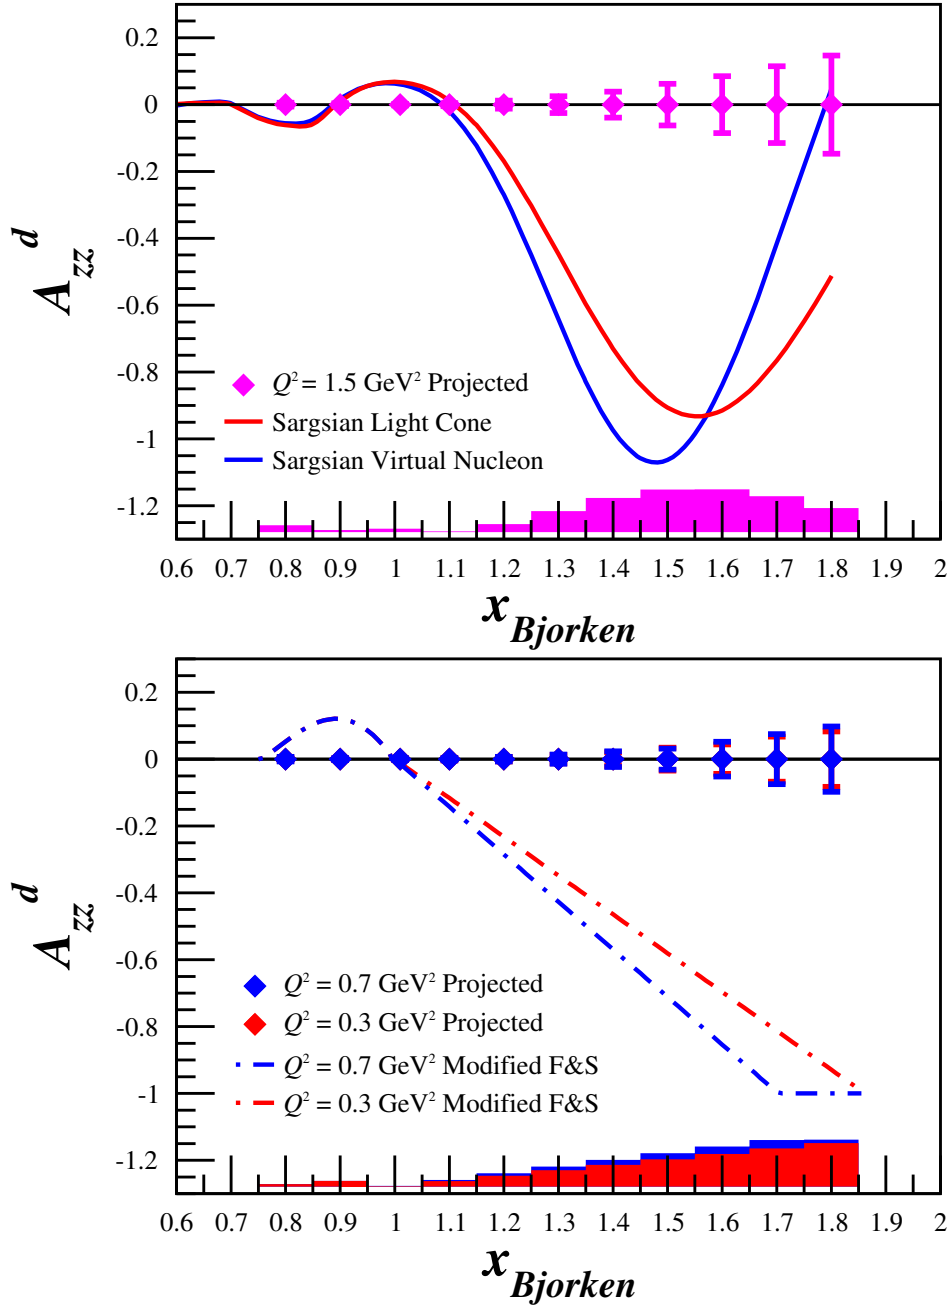 0.2
0
-0.2
-0.4
-0.6
-0.8
-1
-1.2
A_zz^d
Q² = 1.5 GeV² Projected
Sargsian Light Cone
Sargsian Virtual Nucleon
0.6 0.7 0.8 0.9 1 1.1 1.2 1.3 1.4 1.5 1.6 1.7 1.8 1.9 2
x_Bjorken
0.2
0
-0.2
-0.4
-0.6
-0.8
-1
-1.2
A_zz^d
Q² = 0.7 GeV² Projected
Q² = 0.3 GeV² Projected
Q² = 0.7 GeV² Modified F&S
Q² = 0.3 GeV² Modified F&S
0.6 0.7 0.8 0.9 1 1.1 1.2 1.3 1.4 1.5 1.6 1.7 1.8 1.9 2
x_Bjorken